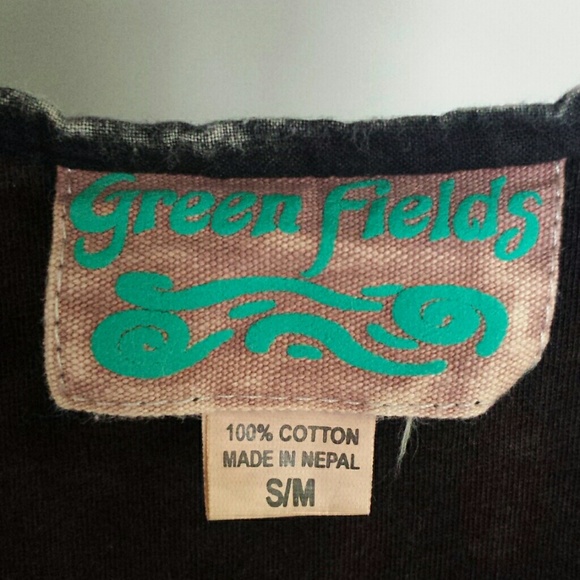 Green Fields
100% COTTON
MADE IN NEPAL
S/M